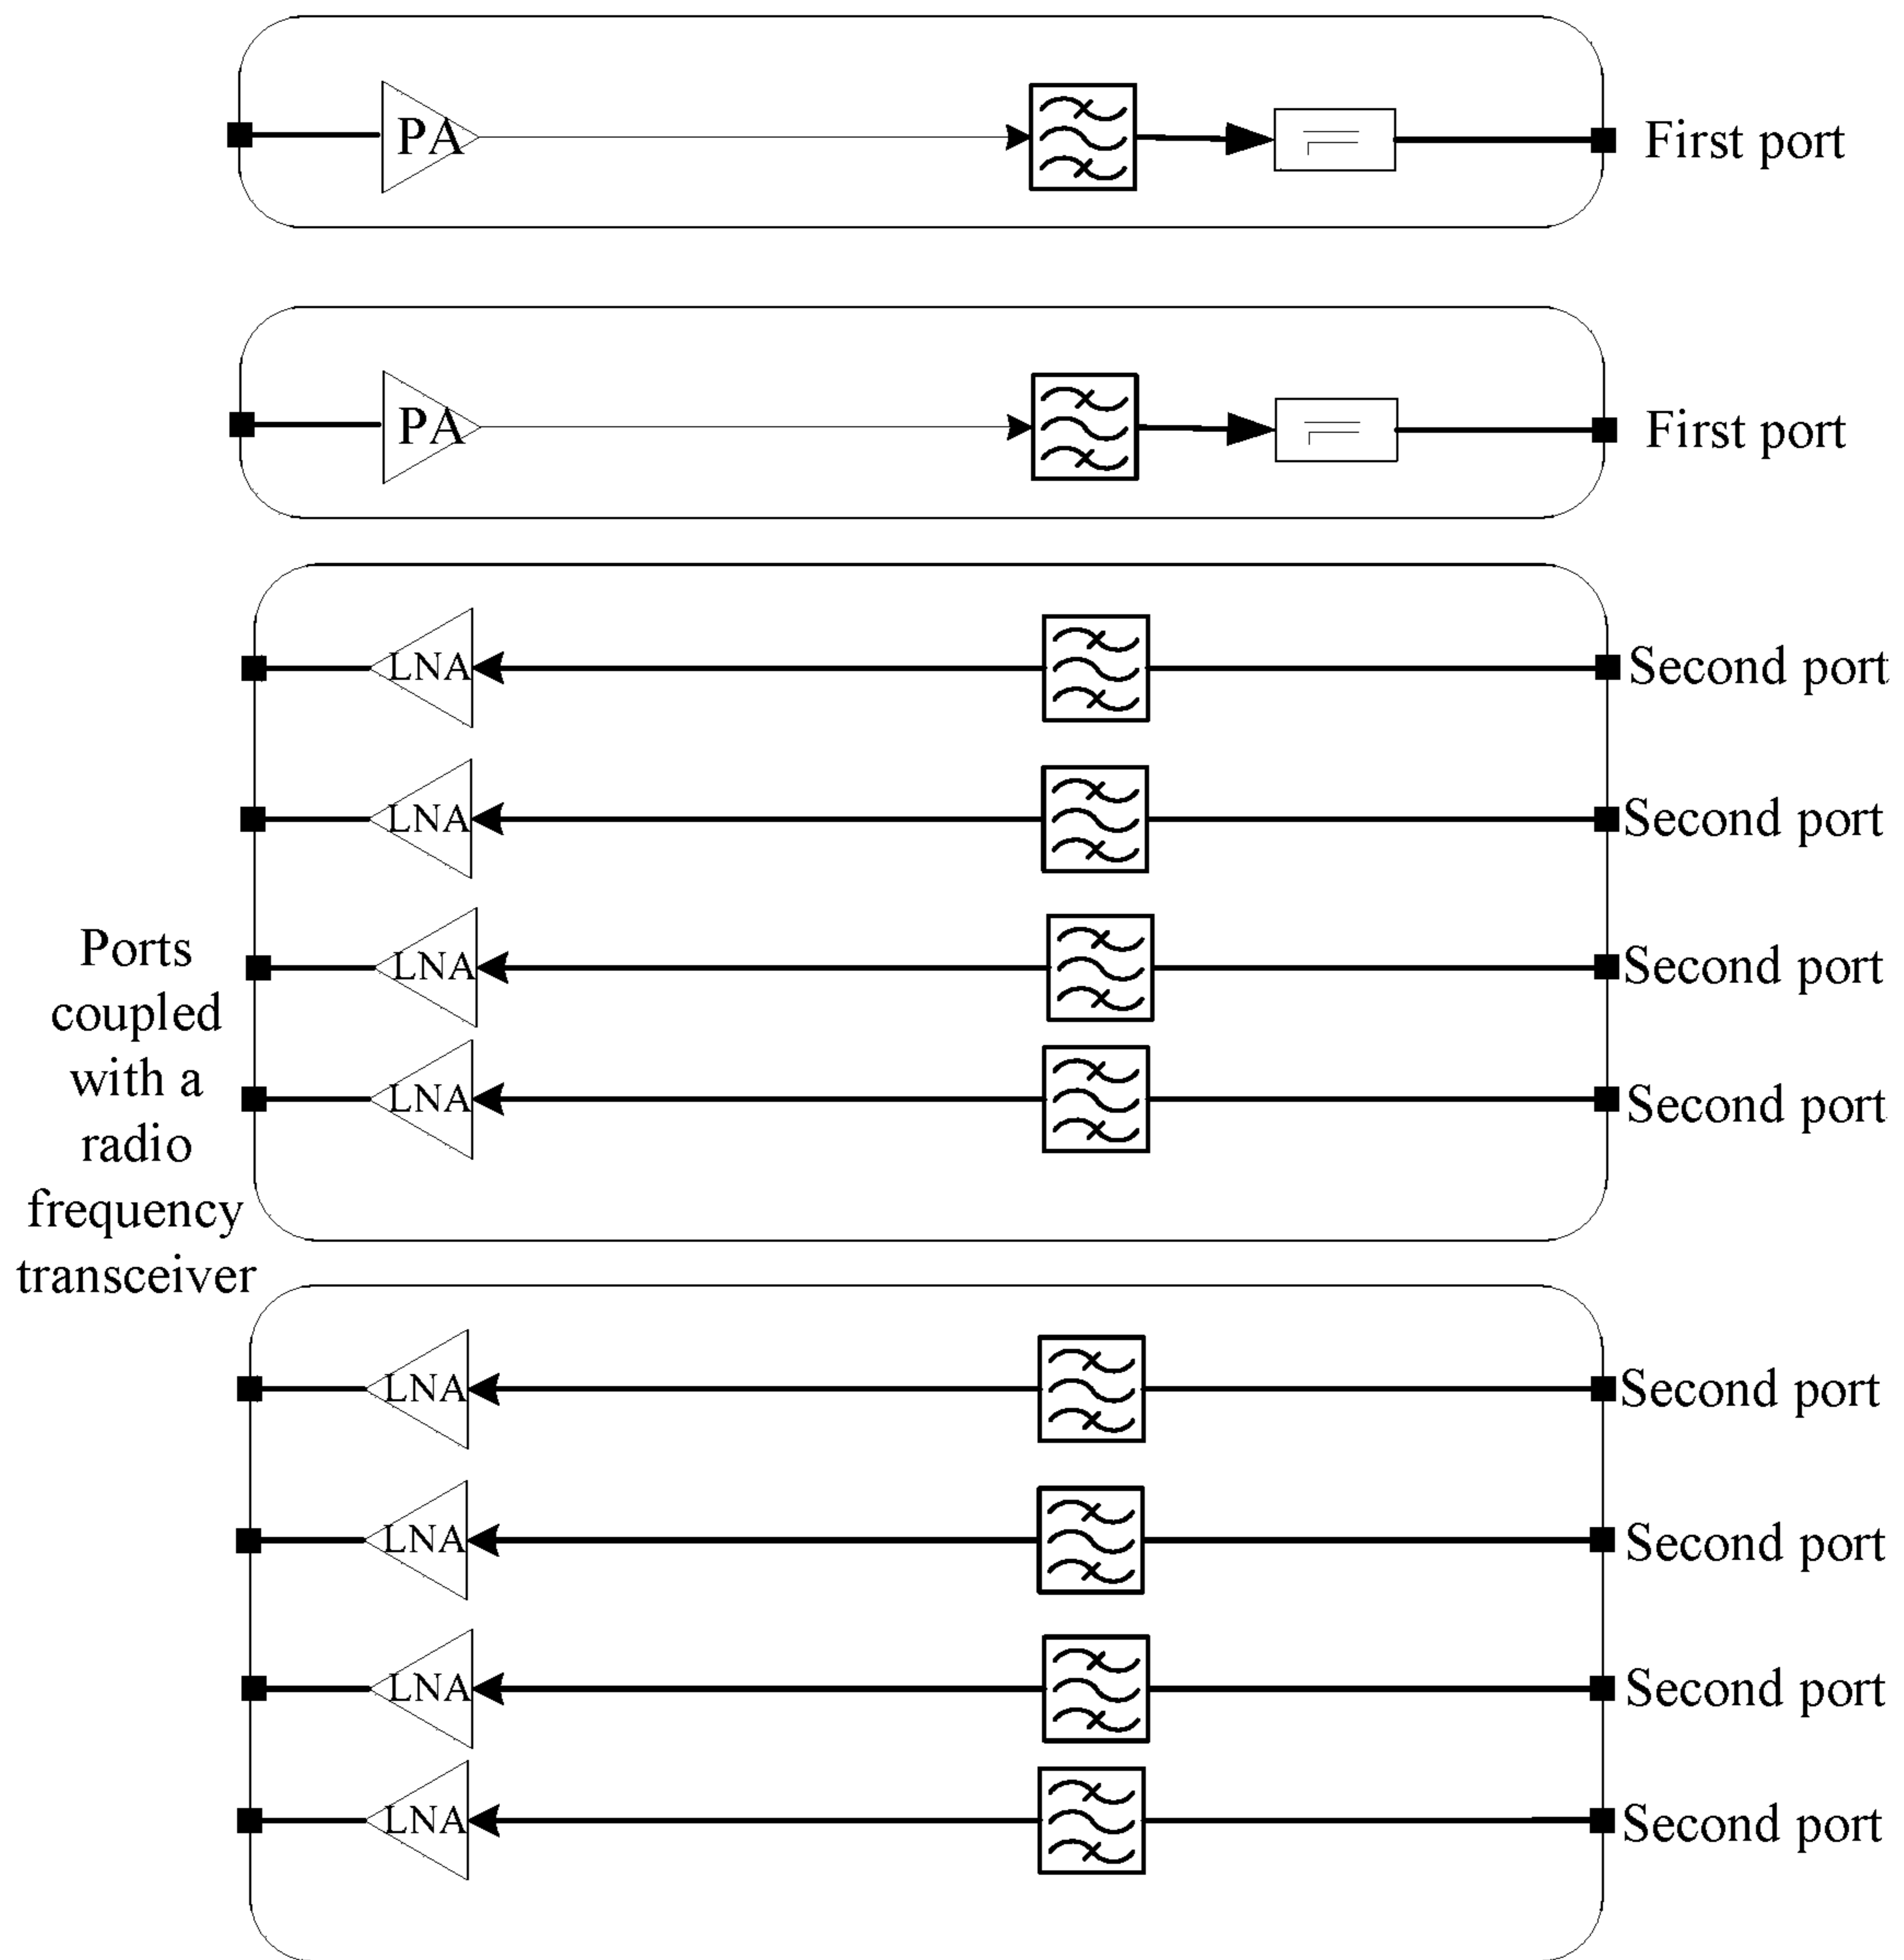 PA
First port
PA
First port
LNA
Second port
LNA
Second port
LNA
Second port
LNA
Second port
Ports
coupled
with a
radio
frequency
transceiver
LNA
Second port
LNA
Second port
LNA
Second port
LNA
Second port